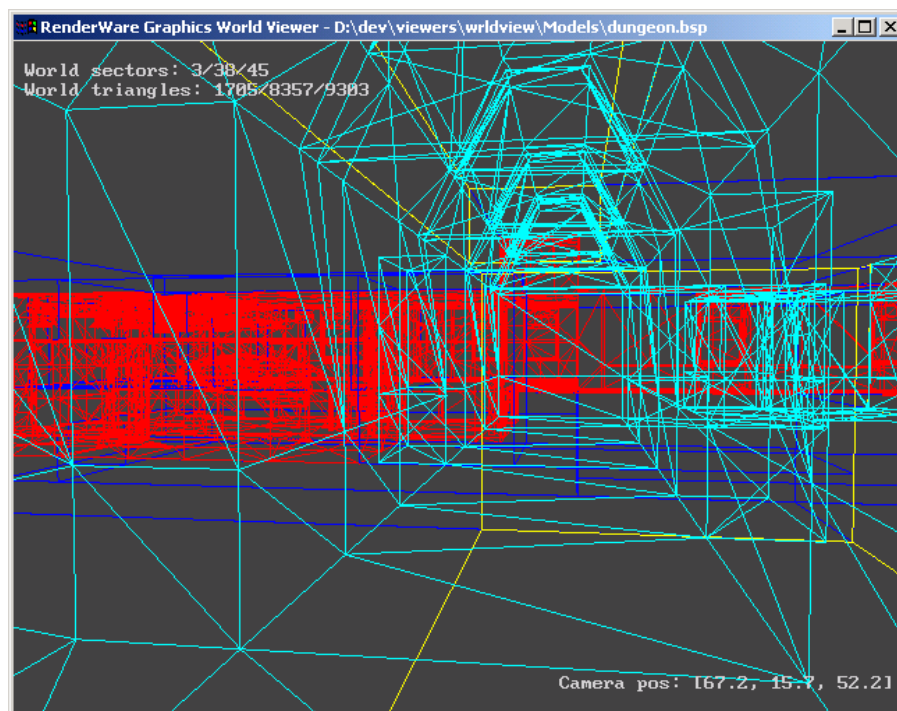 RenderWare Graphics World Viewer - D:\dev\viewers\wrldview\Models\dungeon.bsp
World sectors: 3/38/45
World triangles: 1705/8357/9303
Camera pos: [67.2, 15.7, 52.2]